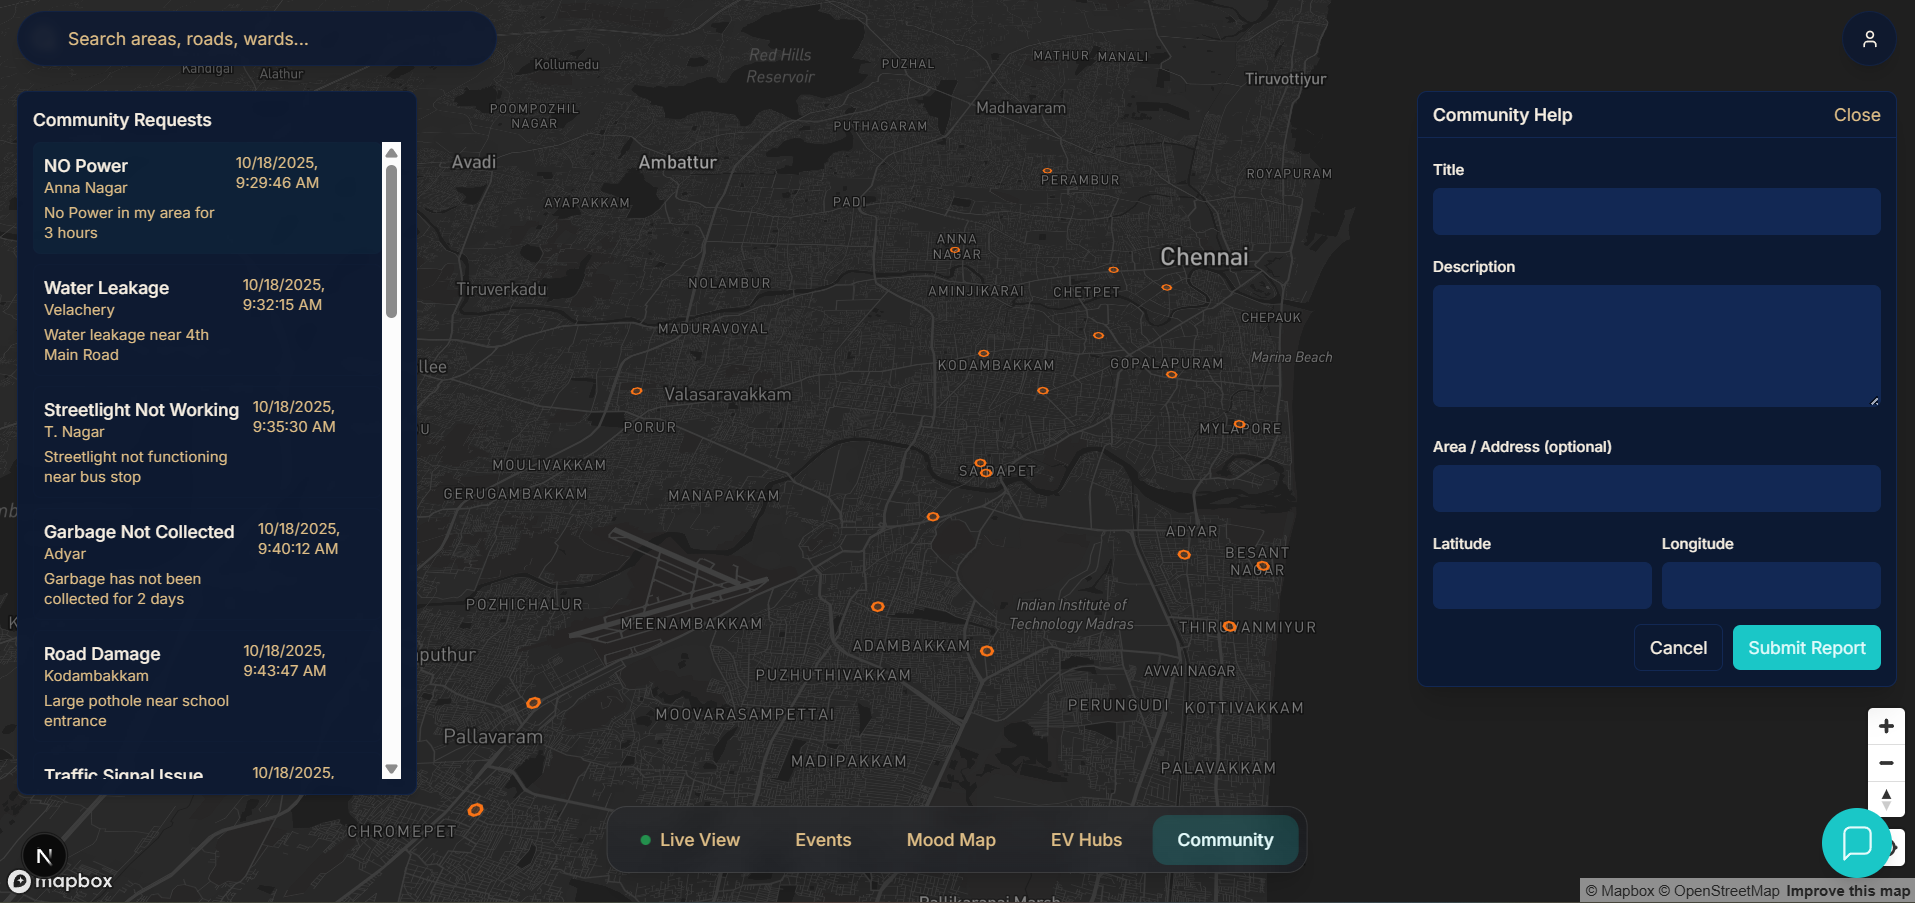 Search areas, roads, wards...
Community Requests
NO Power
10/18/2025,
9:29:46 AM
Anna Nagar
No Power in my area for
3 hours
Water Leakage
10/18/2025,
9:32:15 AM
Velachery
Water leakage near 4th
Main Road
Streetlight Not Working
10/18/2025,
9:35:30 AM
T. Nagar
Streetlight not functioning
near bus stop
Garbage Not Collected
10/18/2025,
9:40:12 AM
Adyar
Garbage has not been
collected for 2 days
Road Damage
10/18/2025,
9:43:47 AM
Kodambakkam
Large pothole near school
entrance
Traffic Signal Issue
10/18/2025,
Kandigai
Alathur
Kollumedu
Red Hills
Reservoir
PUZHAL
MATHUR
MANALI
Tiruvottiyur
POOMPOZHIL
NAGAR
Madhavaram
PUTHAGARAM
Avadi
Ambattur
PERAMBUR
ROYAPURAM
AYAPAKKAM
PADI
ANNA
NAGAR
Chennai
Tiruverkadu
NOLAMBUR
AMINJIKARAI
CHETPET
CHEPAUK
MADURAVOYAL
Marina Beach
llee
KODAMBAKKAM
GOPALAPURAM
Valasaravakkam
PORUR
MYLAPORE
MOULIVAKKAM
SAIDAPET
GERUGAMBAKKAM
MANAPAKKAM
ADYAR
BESANT
NAGAR
POZHICHALUR
Indian Institute of
Technology Madras
MEENAMBAKKAM
THIRUVANMIYUR
ADAMBAKKAM
puthur
PUZHUTHIVAKKAM
AVVAI NAGAR
MOOVARASAMPETTAI
PERUNGUDI
KOTTIVAKKAM
Pallavaram
MADIPAKKAM
PALAVAKKAM
CHROMEPET
Pallikaranai Marsh
Community Help
Close
Title
Description
Area / Address (optional)
Latitude
Longitude
Cancel
Submit Report
Live View
Events
Mood Map
EV Hubs
Community
N
mapbox
© Mapbox © OpenStreetMap Improve this map